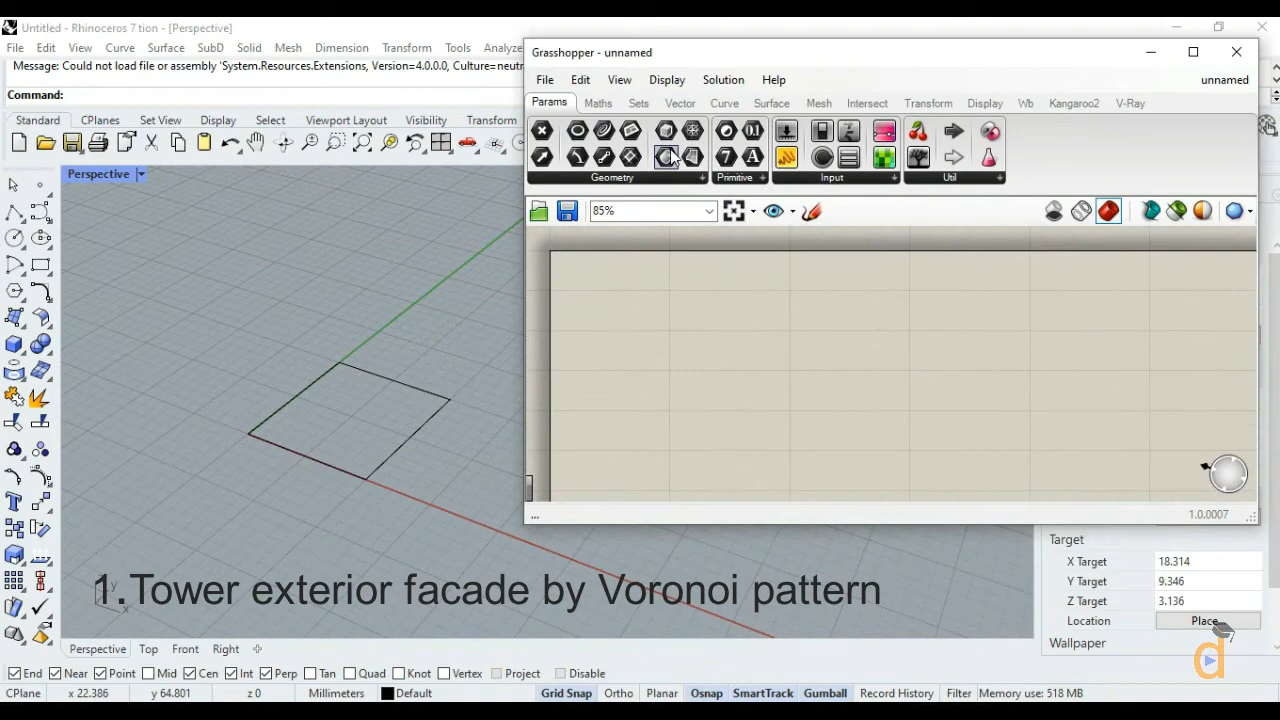 Untitled - Rhinoceros 7 tion - [Perspective]
File Edit View Curve Surface SubD Solid Mesh Dimension Transform Tools Analyze
Message: Could not load file or assembly 'System.Resources.Extensions, Version=4.0.0.0, Culture=neutr
Command:
Standard CPlanes Set View Display Select Viewport Layout Visibility Transform
Perspective
Grasshopper - unnamed
File Edit View Display Solution Help unnamed
Params Maths Sets Vector Curve Surface Mesh Intersect Transform Display Wb Kangaroo2 V-Ray
Geometry Primitive Input Util
85%
...
1.0.0007
Target
X Target 18.314
Y Target 9.346
Z Target 3.136
Location Place...
Wallpaper
1.Tower exterior facade by Voronoi pattern
y
x
d
Perspective Top Front Right
End Near Point Mid Cen Int Perp Tan Quad Knot Vertex Project Disable
CPlane x 22.386 y 64.801 z 0 Millimeters Default Grid Snap Ortho Planar Osnap SmartTrack Gumball Record History Filter Memory use: 518 MB